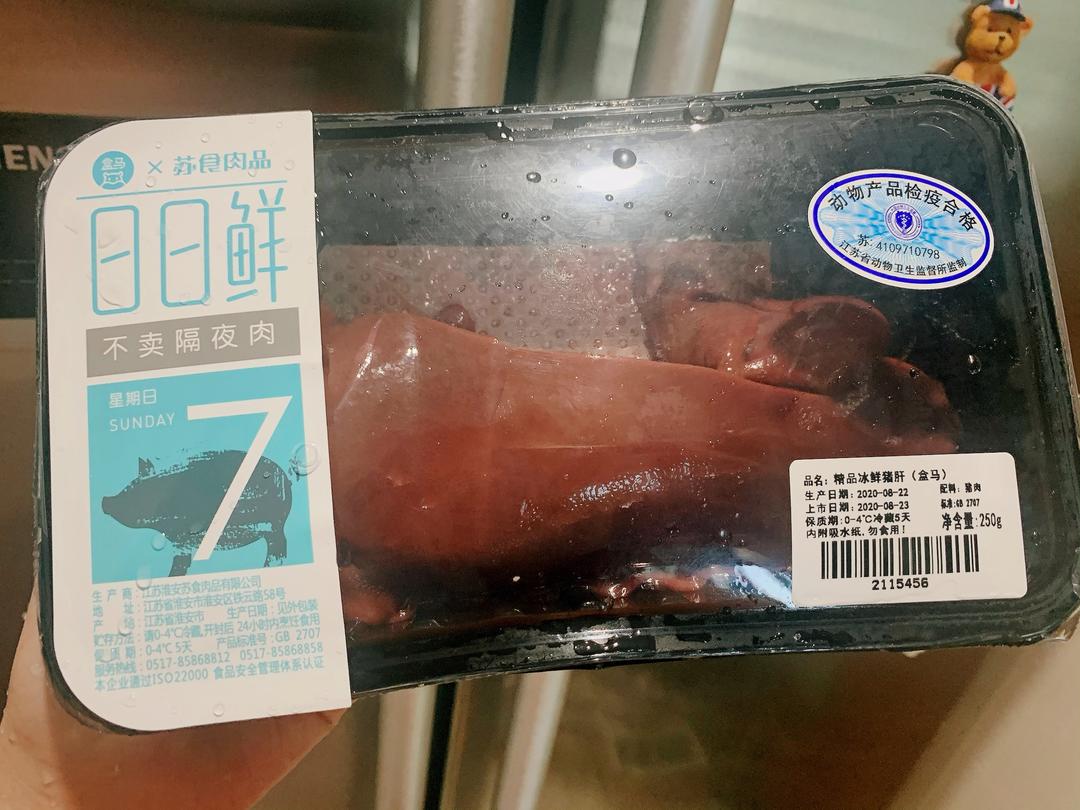 盒马 × 苏食肉品
日日鲜
不卖隔夜肉
星期日
SUNDAY
7
生产商:江苏淮安苏食肉品有限公司
地 址:江苏省淮安市淮安区铁云路58号
产 场:江苏省淮安市 生产日期:见外包装
贮存方法:请0-4℃冷藏,开封后 24小时内烹饪食用
保质期:0-4℃ 5天 产品标准号:GB 2707
服务热线:0517-85868812 0517-85868858
本企业通过ISO22000 食品安全管理体系认证
动物产品检疫合格
苏:4109710798
江苏省动物卫生监督所监制
品名:精品冰鲜猪肝(盒马)
生产日期:2020-08-22 配料:猪肉
上市日期:2020-08-23 标准:GB 2707
保质期:0-4℃冷藏5天 净含量:250g
内附吸水纸,勿食用!
2115456